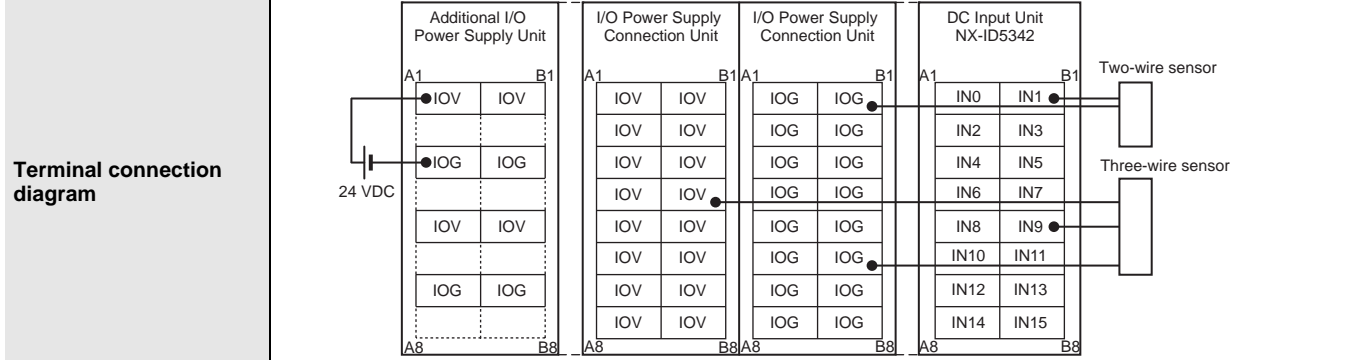 Terminal connection
diagram
Additional I/O
Power Supply Unit
A1 B1
IOV IOV
IOG IOG
IOV IOV
IOG IOG
A8 B8
24 VDC
I/O Power Supply
Connection Unit
A1 B1
IOV IOV
IOV IOV
IOV IOV
IOV IOV
IOV IOV
IOV IOV
IOV IOV
IOV IOV
A8 B8
I/O Power Supply
Connection Unit
A1 B1
IOG IOG
IOG IOG
IOG IOG
IOG IOG
IOG IOG
IOG IOG
IOG IOG
IOG IOG
A8 B8
DC Input Unit
NX-ID5342
A1 B1
IN0 IN1
IN2 IN3
IN4 IN5
IN6 IN7
IN8 IN9
IN10 IN11
IN12 IN13
IN14 IN15
A8 B8
Two-wire sensor
Three-wire sensor